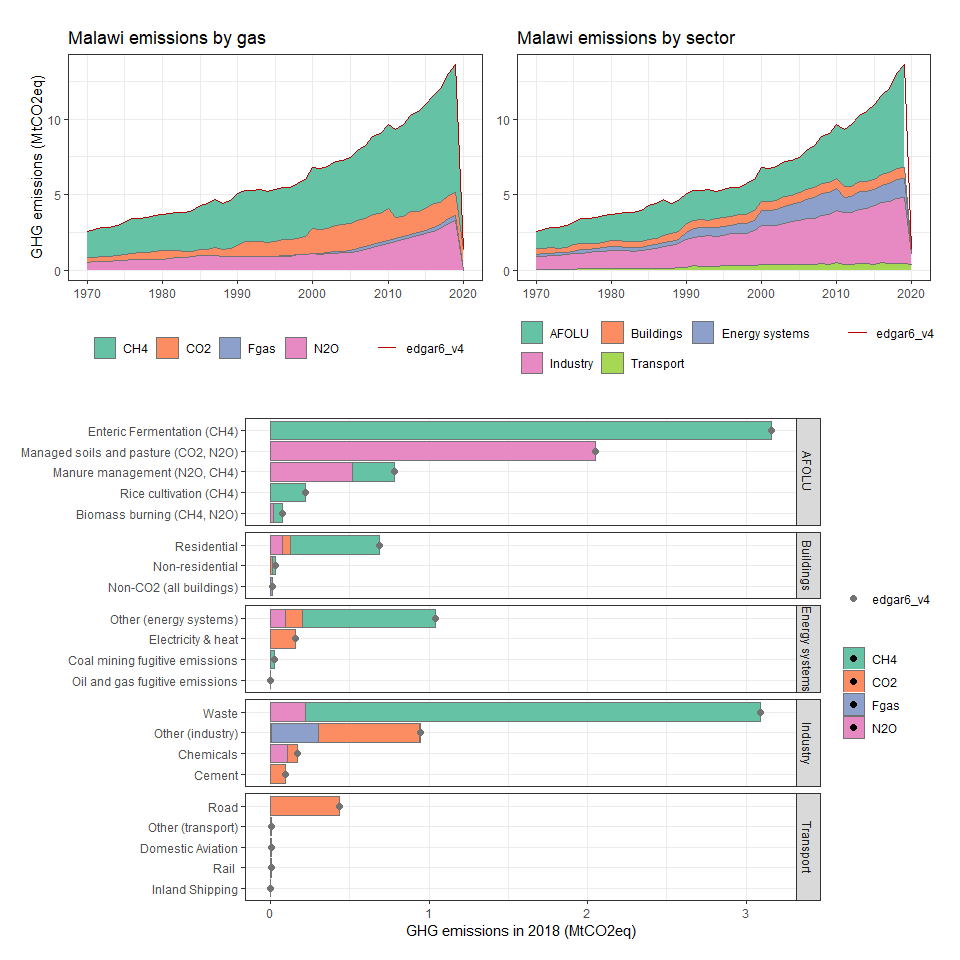 Malawi emissions by gas
GHG emissions (MtCO2eq)
10
5
0
1970
1980
1990
2000
2010
2020
CH4
CO2
Fgas
N2O
edgar6_v4
Malawi emissions by sector
10
5
0
1970
1980
1990
2000
2010
2020
AFOLU
Buildings
Energy systems
edgar6_v4
Industry
Transport
Enteric Fermentation (CH4)
Managed soils and pasture (CO2, N2O)
Manure management (N2O, CH4)
Rice cultivation (CH4)
Biomass burning (CH4, N2O)
AFOLU
Residential
Non-residential
Non-CO2 (all buildings)
Buildings
Other (energy systems)
Electricity & heat
Coal mining fugitive emissions
Oil and gas fugitive emissions
Energy systems
Waste
Other (industry)
Chemicals
Cement
Industry
Road
Other (transport)
Domestic Aviation
Rail
Inland Shipping
Transport
0
1
2
3
GHG emissions in 2018 (MtCO2eq)
edgar6_v4
CH4
CO2
Fgas
N2O